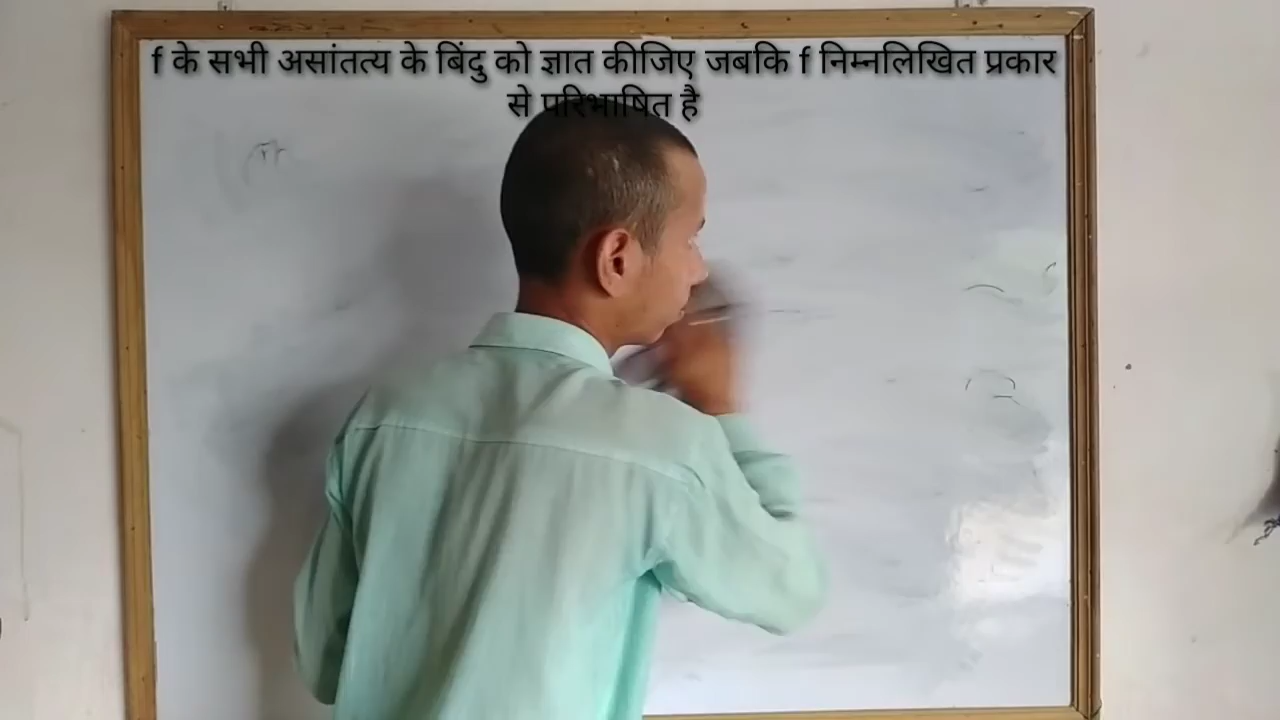 f के सभी असांतत्य के बिंदु को ज्ञात कीजिए जबकि f निम्नलिखित प्रकार
से परिभाषित है